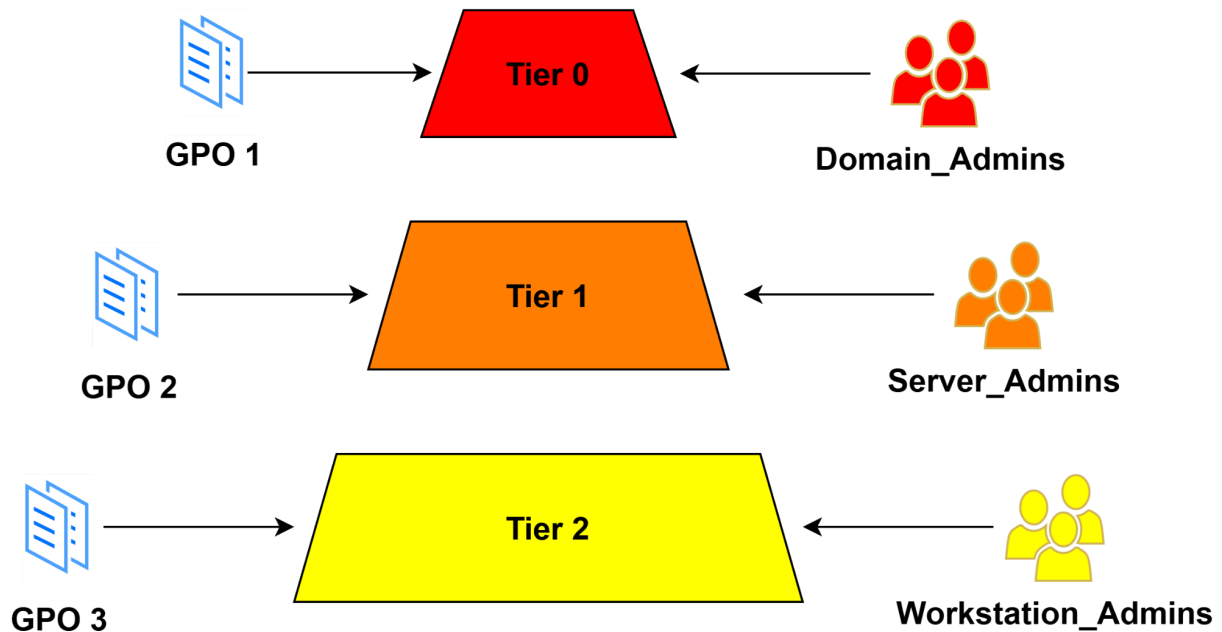 Tier 0
GPO 1
Domain_Admins
Tier 1
GPO 2
Server_Admins
Tier 2
GPO 3
Workstation_Admins